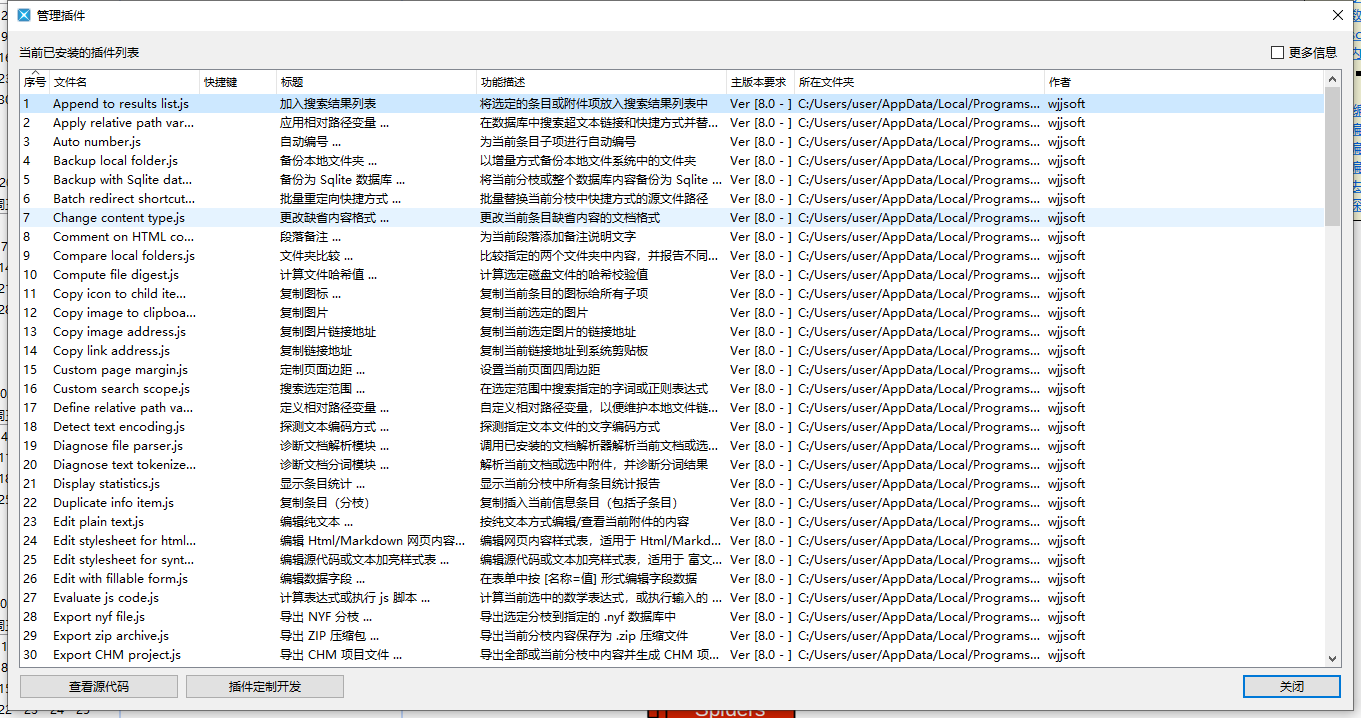 管理插件
当前已安装的插件列表
更多信息
序号 文件名 快捷键 标题 功能描述 主版本要求 所在文件夹 作者
1 Append to results list.js 加入搜索结果列表 将选定的条目或附件项放入搜索结果列表中 Ver [8.0 - ] C:/Users/user/AppData/Local/Programs... wjjsoft
2 Apply relative path var... 应用相对路径变量 ... 在数据库中搜索超文本链接和快捷方式并替... Ver [8.0 - ] C:/Users/user/AppData/Local/Programs... wjjsoft
3 Auto number.js 自动编号 ... 为当前条目子项进行自动编号 Ver [8.0 - ] C:/Users/user/AppData/Local/Programs... wjjsoft
4 Backup local folder.js 备份本地文件夹 ... 以增量方式备份本地文件系统中的文件夹 Ver [8.0 - ] C:/Users/user/AppData/Local/Programs... wjjsoft
5 Backup with Sqlite dat... 备份为 Sqlite 数据库 ... 将当前分枝或整个数据库内容备份为 Sqlite ... Ver [8.0 - ] C:/Users/user/AppData/Local/Programs... wjjsoft
6 Batch redirect shortcut... 批量重定向快捷方式 ... 批量替换当前分枝中快捷方式的源文件路径 Ver [8.0 - ] C:/Users/user/AppData/Local/Programs... wjjsoft
7 Change content type.js 更改缺省内容格式 ... 更改当前条目缺省内容的文档格式 Ver [8.0 - ] C:/Users/user/AppData/Local/Programs... wjjsoft
8 Comment on HTML co... 段落备注 ... 为当前段落添加备注说明文字 Ver [8.0 - ] C:/Users/user/AppData/Local/Programs... wjjsoft
9 Compare local folders.js 文件夹比较 ... 比较指定的两个文件夹中内容，并报告不同... Ver [8.0 - ] C:/Users/user/AppData/Local/Programs... wjjsoft
10 Compute file digest.js 计算文件哈希值 ... 计算选定磁盘文件的哈希校验值 Ver [8.0 - ] C:/Users/user/AppData/Local/Programs... wjjsoft
11 Copy icon to child ite... 复制图标 ... 复制当前条目的图标给所有子项 Ver [8.0 - ] C:/Users/user/AppData/Local/Programs... wjjsoft
12 Copy image to clipboa... 复制图片 复制当前选定的图片 Ver [8.0 - ] C:/Users/user/AppData/Local/Programs... wjjsoft
13 Copy image address.js 复制图片链接地址 复制当前选定图片的链接地址 Ver [8.0 - ] C:/Users/user/AppData/Local/Programs... wjjsoft
14 Copy link address.js 复制链接地址 复制当前链接地址到系统剪贴板 Ver [8.0 - ] C:/Users/user/AppData/Local/Programs... wjjsoft
15 Custom page margin.js 定制页面边距 ... 设置当前页面四周边距 Ver [8.0 - ] C:/Users/user/AppData/Local/Programs... wjjsoft
16 Custom search scope.js 搜索选定范围 ... 在选定范围中搜索指定的字词或正则表达式 Ver [8.0 - ] C:/Users/user/AppData/Local/Programs... wjjsoft
17 Define relative path va... 定义相对路径变量 ... 自定义相对路径变量，以便维护本地文件链... Ver [8.0 - ] C:/Users/user/AppData/Local/Programs... wjjsoft
18 Detect text encoding.js 探测文本编码方式 ... 探测指定文本文件的文字编码方式 Ver [8.0 - ] C:/Users/user/AppData/Local/Programs... wjjsoft
19 Diagnose file parser.js 诊断文档解析模块 ... 调用已安装的文档解析器解析当前文档或选... Ver [8.0 - ] C:/Users/user/AppData/Local/Programs... wjjsoft
20 Diagnose text tokenize... 诊断文档分词模块 ... 解析当前文档或选中附件，并诊断分词结果 Ver [8.0 - ] C:/Users/user/AppData/Local/Programs... wjjsoft
21 Display statistics.js 显示条目统计 ... 显示当前分枝中所有条目统计报告 Ver [8.0 - ] C:/Users/user/AppData/Local/Programs... wjjsoft
22 Duplicate info item.js 复制条目（分枝） 复制插入当前信息条目（包括子条目） Ver [8.0 - ] C:/Users/user/AppData/Local/Programs... wjjsoft
23 Edit plain text.js 编辑纯文本 ... 按纯文本方式编辑/查看当前附件的内容 Ver [8.0 - ] C:/Users/user/AppData/Local/Programs... wjjsoft
24 Edit stylesheet for html... 编辑 Html/Markdown 网页内容... 编辑网页内容样式表，适用于 Html/Markd... Ver [8.0 - ] C:/Users/user/AppData/Local/Programs... wjjsoft
25 Edit stylesheet for synt... 编辑源代码或文本加亮样式表 ... 编辑源代码或文本加亮样式表，适用于 富文... Ver [8.0 - ] C:/Users/user/AppData/Local/Programs... wjjsoft
26 Edit with fillable form.js 编辑数据字段 ... 在表单中按 [名称=值] 形式编辑字段数据 Ver [8.0 - ] C:/Users/user/AppData/Local/Programs... wjjsoft
27 Evaluate js code.js 计算表达式或执行 js 脚本 ... 计算当前选中的数学表达式，或执行输入的 ... Ver [8.0 - ] C:/Users/user/AppData/Local/Programs... wjjsoft
28 Export nyf file.js 导出 NYF 分枝 ... 导出选定分枝到指定的 .nyf 数据库中 Ver [8.0 - ] C:/Users/user/AppData/Local/Programs... wjjsoft
29 Export zip archive.js 导出 ZIP 压缩包 ... 导出当前分枝内容保存为 .zip 压缩文件 Ver [8.0 - ] C:/Users/user/AppData/Local/Programs... wjjsoft
30 Export CHM project.js 导出 CHM 项目文件 ... 导出全部或当前分枝中内容并生成 CHM 项... Ver [8.0 - ] C:/Users/user/AppData/Local/Programs... wjjsoft
查看源代码 插件定制开发 关闭